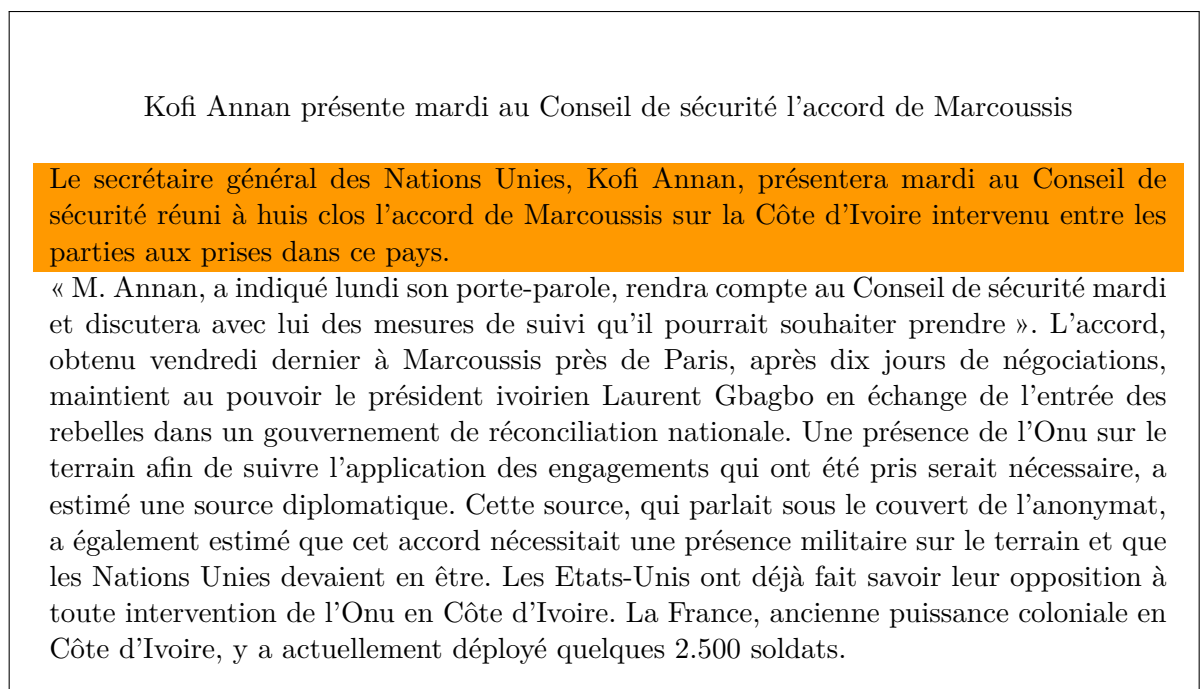 Kofi Annan présente mardi au Conseil de sécurité l'accord de Marcoussis
Le secrétaire général des Nations Unies, Kofi Annan, présentera mardi au Conseil de
sécurité réuni à huis clos l'accord de Marcoussis sur la Côte d'Ivoire intervenu entre les
parties aux prises dans ce pays.
« M. Annan, a indiqué lundi son porte-parole, rendra compte au Conseil de sécurité mardi
et discutera avec lui des mesures de suivi qu'il pourrait souhaiter prendre ». L'accord,
obtenu vendredi dernier à Marcoussis près de Paris, après dix jours de négociations,
maintient au pouvoir le président ivoirien Laurent Gbagbo en échange de l'entrée des
rebelles dans un gouvernement de réconciliation nationale. Une présence de l'Onu sur le
terrain afin de suivre l'application des engagements qui ont été pris serait nécessaire, a
estimé une source diplomatique. Cette source, qui parlait sous le couvert de l'anonymat,
a également estimé que cet accord nécessitait une présence militaire sur le terrain et que
les Nations Unies devaient en être. Les Etats-Unis ont déjà fait savoir leur opposition à
toute intervention de l'Onu en Côte d'Ivoire. La France, ancienne puissance coloniale en
Côte d'Ivoire, y a actuellement déployé quelques 2.500 soldats.